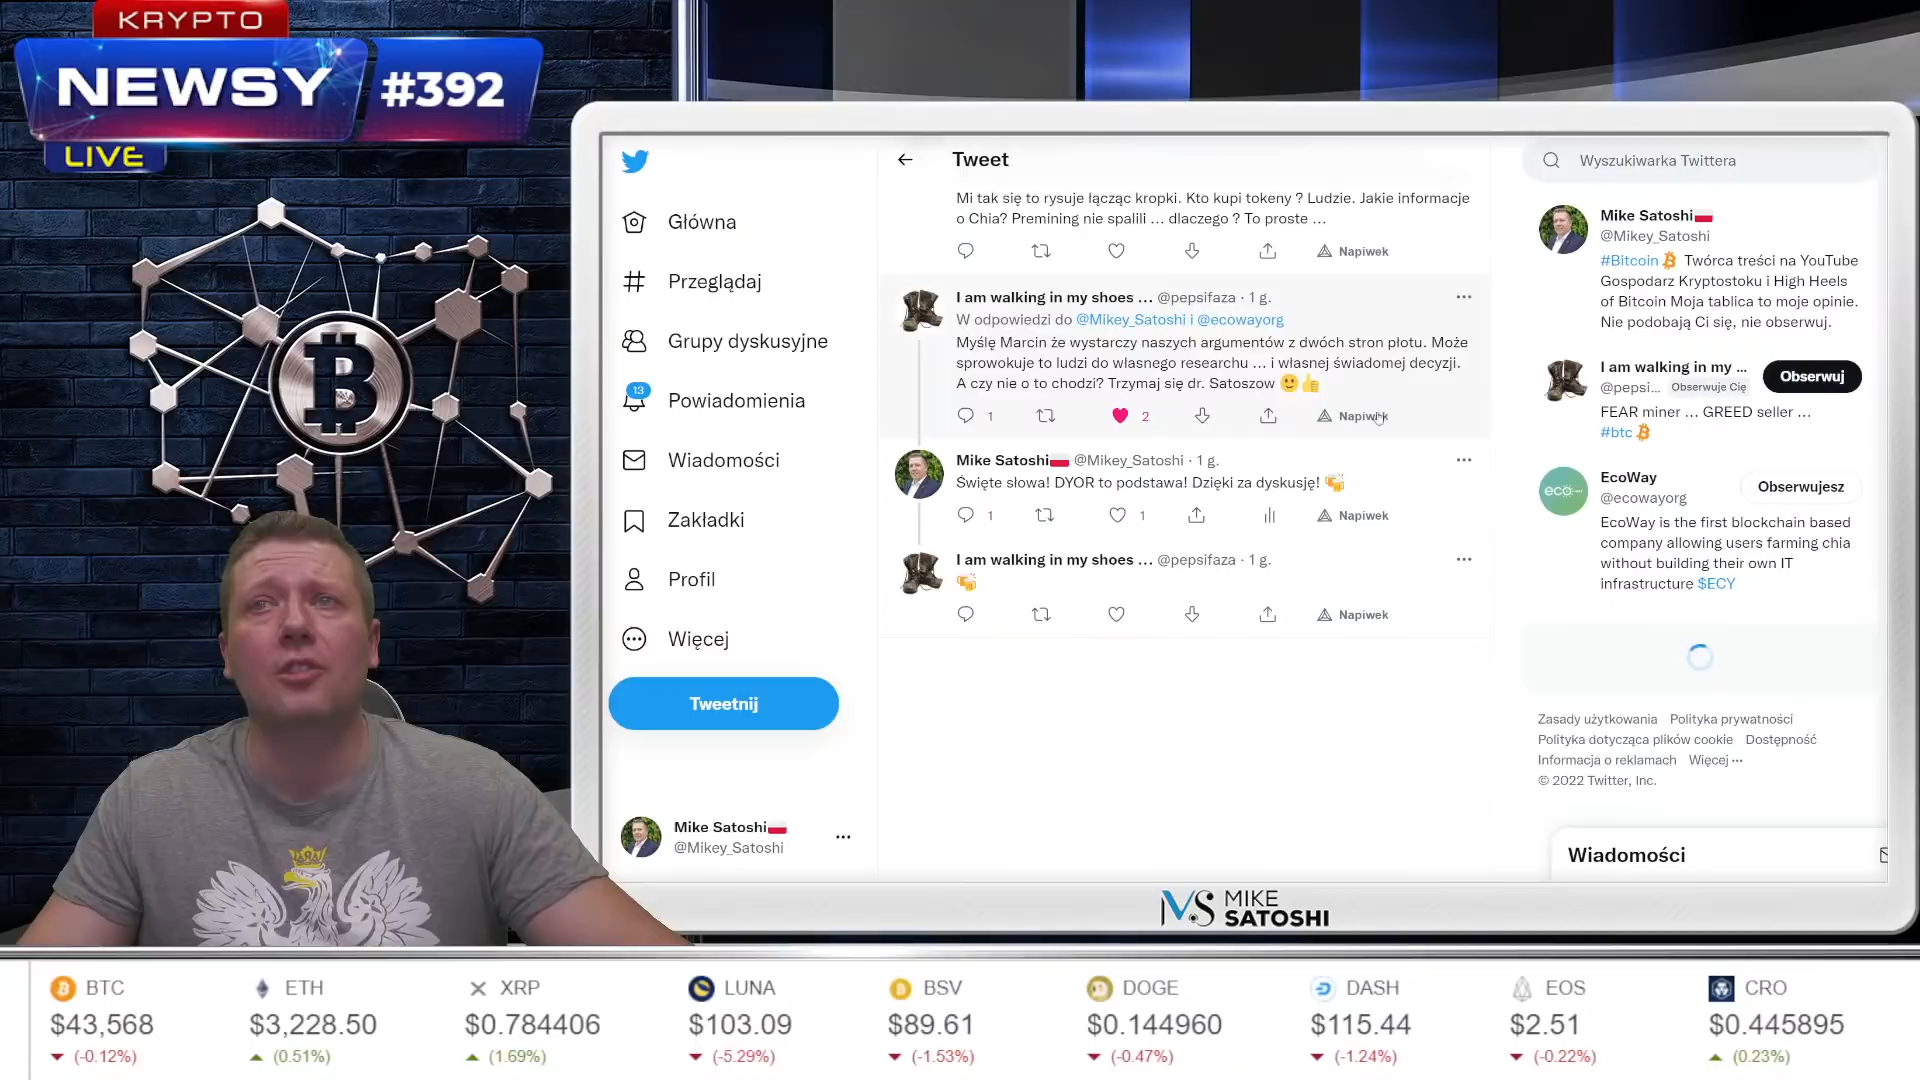 KRYPTO
NEWSY #392
LIVE
Tweet
Wyszukiwarka Twittera
Główna
Przeglądaj
Grupy dyskusyjne
13
Powiadomienia
Wiadomości
Zakładki
Profil
Więcej
Tweetnij
Mike Satoshi
@Mikey_Satoshi
Mi tak się to rysuje łącząc kropki. Kto kupi tokeny ? Ludzie. Jakie informacje
o Chia? Premining nie spalili ... dlaczego ? To proste ...
Napiwek
I am walking in my shoes ... @pepsifaza · 1 g.
W odpowiedzi do @Mikey_Satoshi i @ecowayorg
Myślę Marcin że wystarczy naszych argumentów z dwóch stron płotu. Może
sprowokuje to ludzi do własnego researchu ... i własnej świadomej decyzji.
A czy nie o to chodzi? Trzymaj się dr. Satoszow 🙂👍
1 2 Napiwek
Mike Satoshi @Mikey_Satoshi · 1 g.
Święte słowa! DYOR to podstawa! Dzięki za dyskusję! 🍻
1 1 Napiwek
I am walking in my shoes ... @pepsifaza · 1 g.
🍻
Napiwek
Mike Satoshi
@Mikey_Satoshi
#Bitcoin Twórca treści na YouTube
Gospodarz Kryptostoku i High Heels
of Bitcoin Moja tablica to moje opinie.
Nie podobają Ci się, nie obserwuj.
I am walking in my ...
@pepsi... Obserwuje Cię
Obserwuj
FEAR miner ... GREED seller ...
#btc
eco
EcoWay
@ecowayorg
Obserwujesz
EcoWay is the first blockchain based
company allowing users farming chia
without building their own IT
infrastructure $ECY
Zasady użytkowania Polityka prywatności
Polityka dotycząca plików cookie Dostępność
Informacja o reklamach Więcej ···
© 2022 Twitter, Inc.
Wiadomości
MS MIKE
SATOSHI
BTC ETH XRP LUNA BSV DOGE DASH EOS CRO
$43,568 $3,228.50 $0.784406 $103.09 $89.61 $0.144960 $115.44 $2.51 $0.445895
(-0.12%) (0.51%) (1.69%) (-5.29%) (-1.53%) (-0.47%) (-1.24%) (-0.22%) (0.23%)